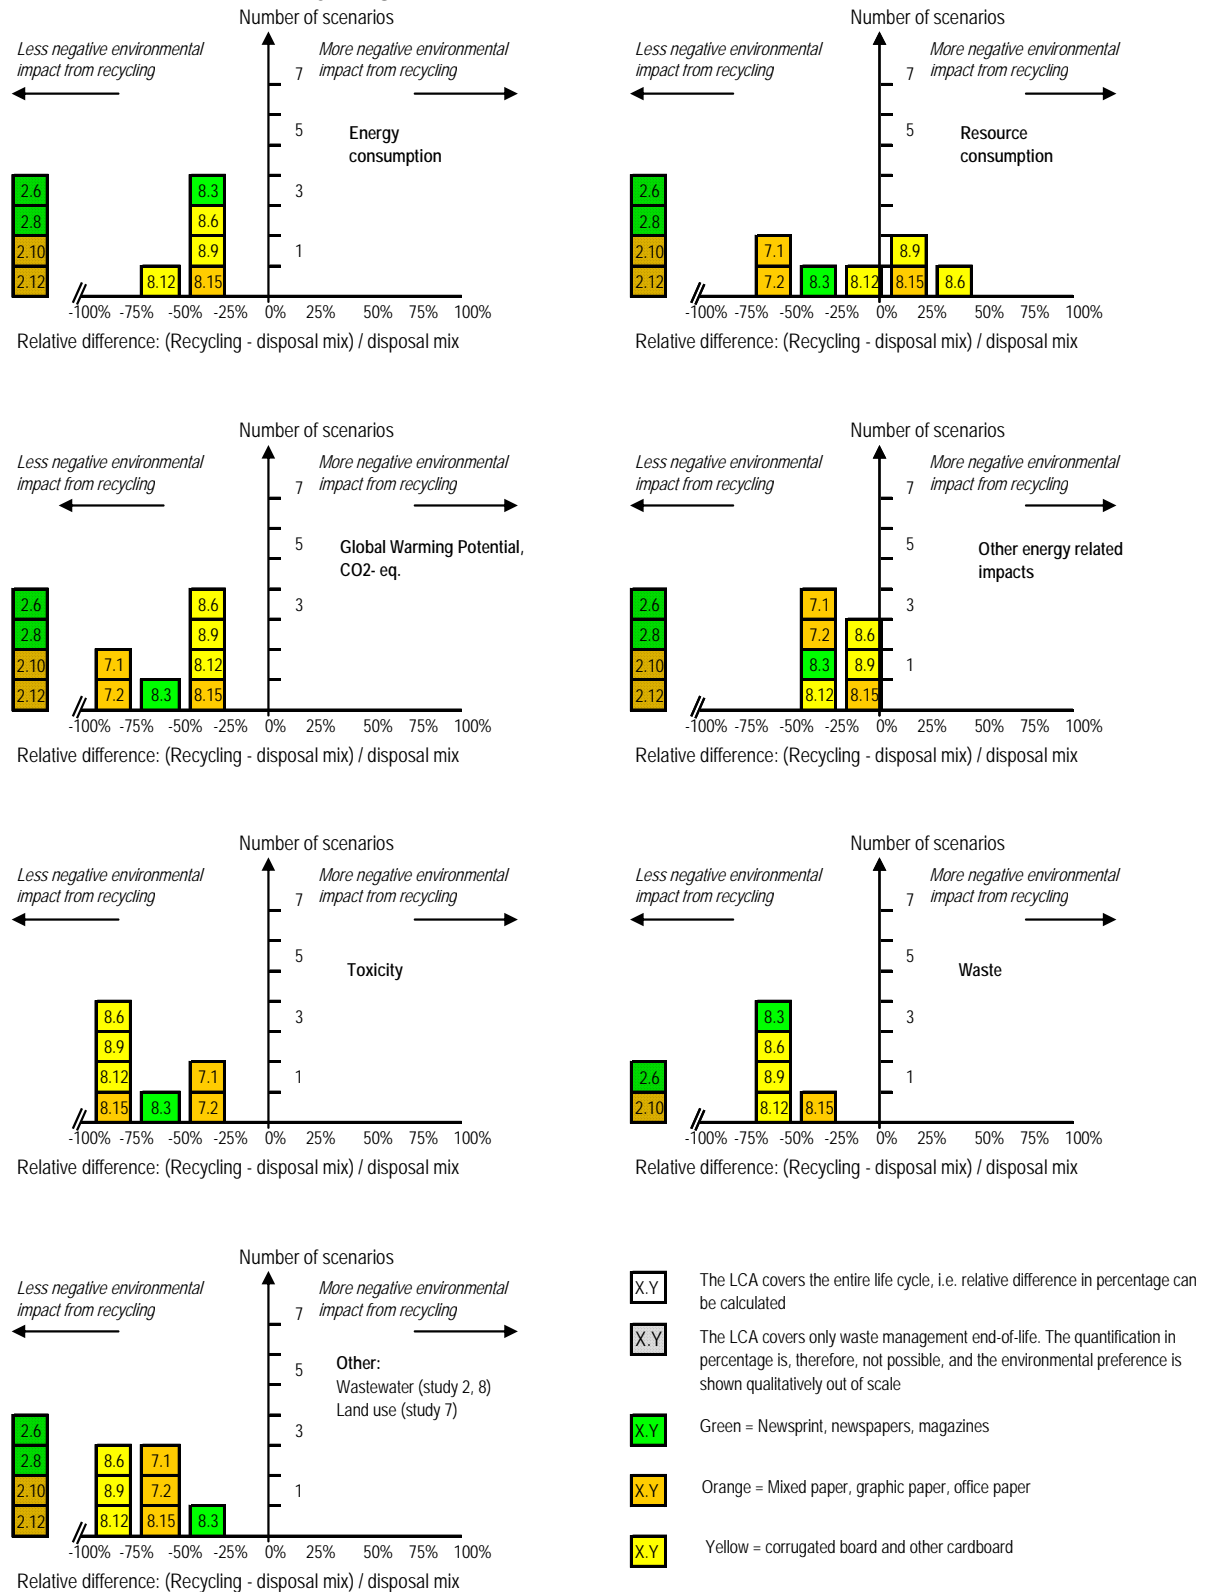 Number of scenarios
Less negative environmental
impact from recycling
More negative environmental
impact from recycling
7
5
3
1
Energy
consumption
2.6
2.8
2.10
2.12
8.12
8.3
8.6
8.9
8.15
-100% -75% -50% -25% 0% 25% 50% 75% 100%
Relative difference: (Recycling - disposal mix) / disposal mix
Number of scenarios
Less negative environmental
impact from recycling
More negative environmental
impact from recycling
7
5
Resource
consumption
2.6
2.8
2.10
2.12
7.1
7.2
8.3
8.12
8.9
8.15
8.6
-100% -75% -50% -25% 0% 25% 50% 75% 100%
Relative difference: (Recycling - disposal mix) / disposal mix
Number of scenarios
Less negative environmental
impact from recycling
More negative environmental
impact from recycling
7
5
3
Global Warming Potential,
CO2- eq.
2.6
2.8
2.10
2.12
7.1
7.2
8.3
8.6
8.9
8.12
8.15
-100% -75% -50% -25% 0% 25% 50% 75% 100%
Relative difference: (Recycling - disposal mix) / disposal mix
Number of scenarios
Less negative environmental
impact from recycling
More negative environmental
impact from recycling
7
5
3
1
Other energy related
impacts
2.6
2.8
2.10
2.12
7.1
7.2
8.3
8.12
8.6
8.9
8.15
-100% -75% -50% -25% 0% 25% 50% 75% 100%
Relative difference: (Recycling - disposal mix) / disposal mix
Number of scenarios
Less negative environmental
impact from recycling
More negative environmental
impact from recycling
7
5
3
1
Toxicity
8.6
8.9
8.12
8.15
8.3
7.1
7.2
-100% -75% -50% -25% 0% 25% 50% 75% 100%
Relative difference: (Recycling - disposal mix) / disposal mix
Number of scenarios
Less negative environmental
impact from recycling
More negative environmental
impact from recycling
7
5
3
1
Waste
2.6
2.10
8.3
8.6
8.9
8.12
8.15
-100% -75% -50% -25% 0% 25% 50% 75% 100%
Relative difference: (Recycling - disposal mix) / disposal mix
Number of scenarios
Less negative environmental
impact from recycling
More negative environmental
impact from recycling
7
5
3
1
Other:
Wastewater (study 2, 8)
Land use (study 7)
2.6
2.8
2.10
2.12
8.6
8.9
8.12
7.1
7.2
8.15
8.3
-100% -75% -50% -25% 0% 25% 50% 75% 100%
Relative difference: (Recycling - disposal mix) / disposal mix
X.Y The LCA covers the entire life cycle, i.e. relative difference in percentage can
be calculated
X.Y The LCA covers only waste management end-of-life. The quantification in
percentage is, therefore, not possible, and the environmental preference is
shown qualitatively out of scale
X.Y Green = Newsprint, newspapers, magazines
X.Y Orange = Mixed paper, graphic paper, office paper
X.Y Yellow = corrugated board and other cardboard